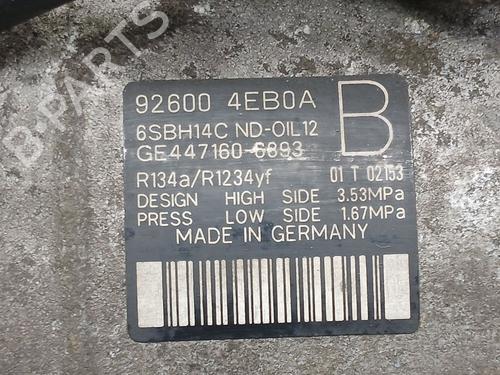 B-PARTS
92600 4EB0A B
6SBH14C ND-OIL12
GE447160-6693
R134a/R1234yf 01 T 02153
DESIGN HIGH SIDE 3.53MPa
PRESS LOW SIDE 1.67MPa
MADE IN GERMANY